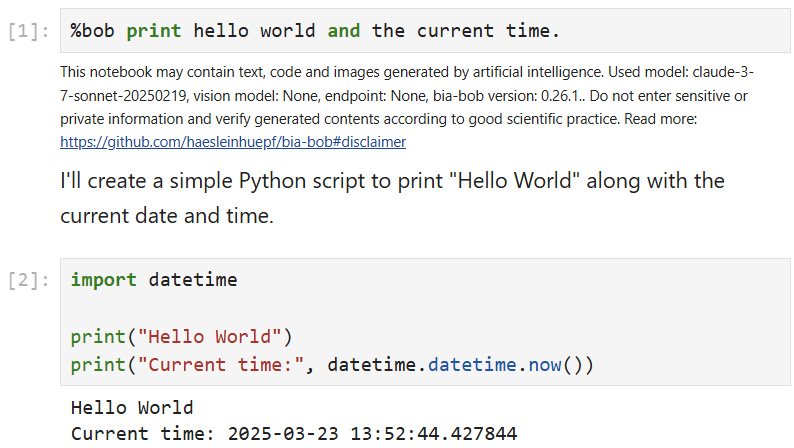 [1]: %bob print hello world and the current time.
This notebook may contain text, code and images generated by artificial intelligence. Used model: claude-3-
7-sonnet-20250219, vision model: None, endpoint: None, bia-bob version: 0.26.1.. Do not enter sensitive or
private information and verify generated contents according to good scientific practice. Read more:
https://github.com/haesleinhuepf/bia-bob#disclaimer
I'll create a simple Python script to print "Hello World" along with the
current date and time.
[2]: import datetime
print("Hello World")
print("Current time:", datetime.datetime.now())
Hello World
Current time: 2025-03-23 13:52:44.427844